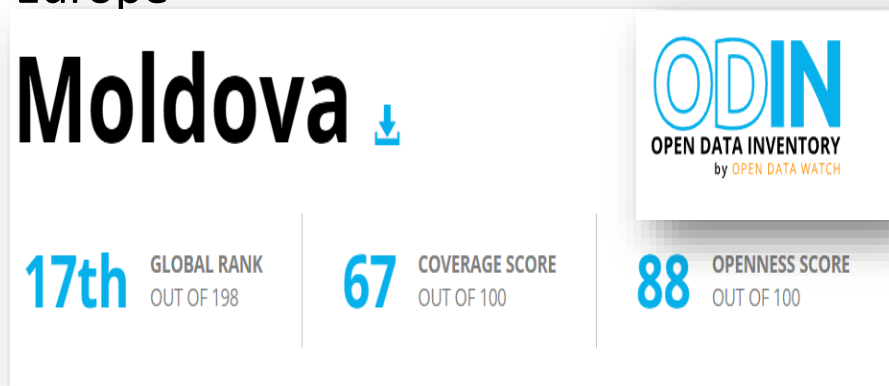 Europe
Moldova
ODIN
OPEN DATA INVENTORY
by OPEN DATA WATCH
17th GLOBAL RANK OUT OF 198
67 COVERAGE SCORE OUT OF 100
88 OPENNESS SCORE OUT OF 100